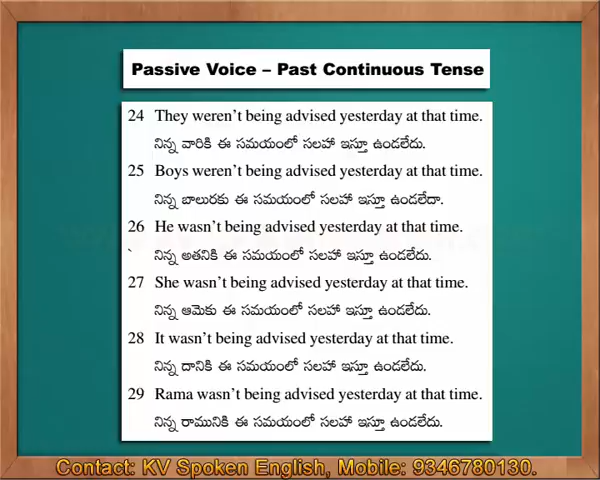 Passive Voice – Past Continuous Tense
24 They weren't being advised yesterday at that time.
నిన్న వారికి ఈ సమయంలో సలహా ఇస్తూ ఉండలేదు.
25 Boys weren't being advised yesterday at that time.
నిన్న బాలురకు ఈ సమయంలో సలహా ఇస్తూ ఉండలేదా.
26 He wasn't being advised yesterday at that time.
` నిన్న అతనికి ఈ సమయంలో సలహా ఇస్తూ ఉండలేదు.
27 She wasn't being advised yesterday at that time.
నిన్న ఆమెకు ఈ సమయంలో సలహా ఇస్తూ ఉండలేదు.
28 It wasn't being advised yesterday at that time.
నిన్న దానికి ఈ సమయంలో సలహా ఇస్తూ ఉండలేదు.
29 Rama wasn't being advised yesterday at that time.
నిన్న రామునికి ఈ సమయంలో సలహా ఇస్తూ ఉండలేదు.
Contact: KV Spoken English, Mobile: 9346780130.